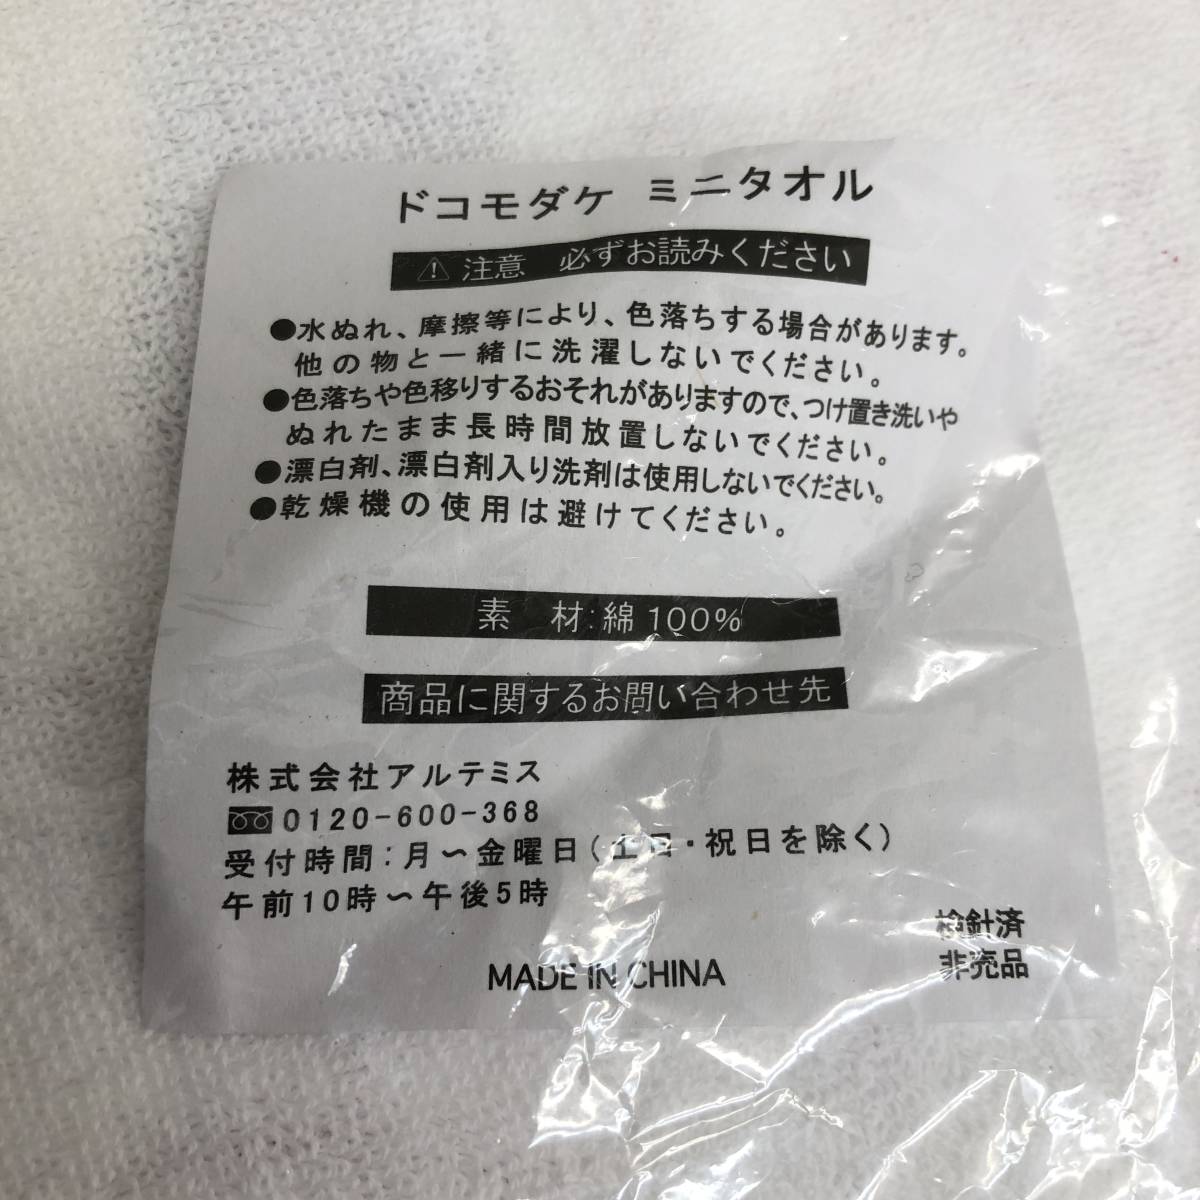 ドコモダケ ミニタオル
⚠注意 必ずお読みください
●水ぬれ、摩擦等により、色落ちする場合があります。
他の物と一緒に洗濯しないでください。
●色落ちや色移りするおそれがありますので、つけ置き洗いや
ぬれたまま長時間放置しないでください。
●漂白剤、漂白剤入り洗剤は使用しないでください。
●乾燥機の使用は避けてください。
素 材:綿100%
商品に関するお問い合わせ先
株式会社アルテミス
0120-600-368
受付時間:月〜金曜日(土日・祝日を除く)
午前10時〜午後5時
検針済
非売品
MADE IN CHINA